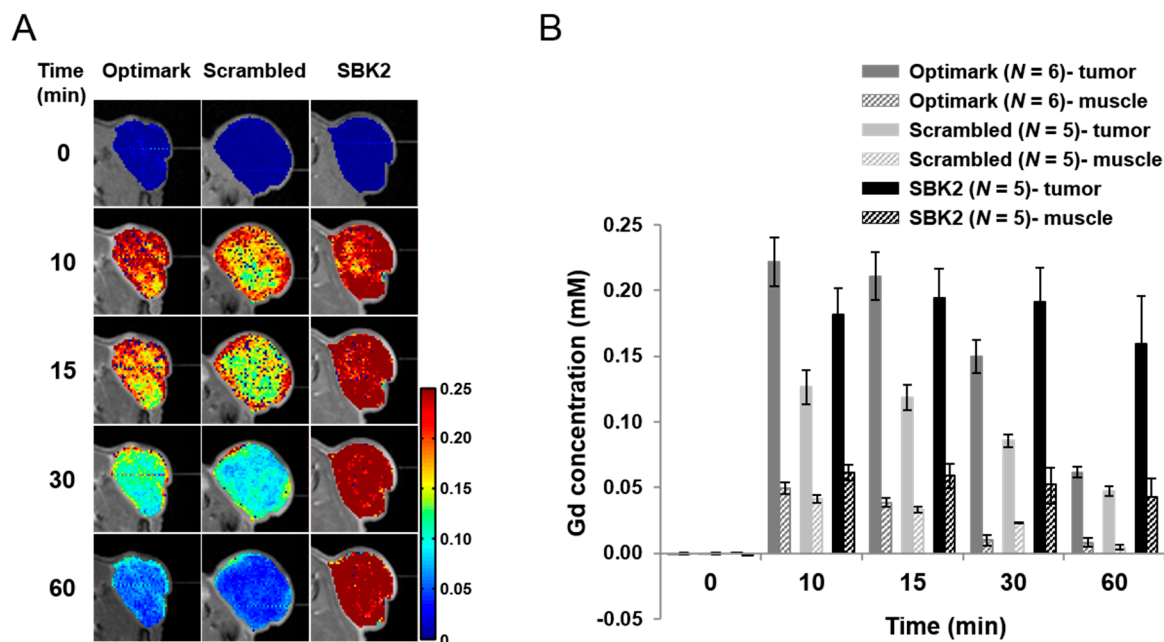 A
Time
(min)
Optimark Scrambled SBK2
0
10
15
30
60
0.25
0.20
0.15
0.10
0.05
0
B
Optimark (N = 6)- tumor
Optimark (N = 6)- muscle
Scrambled (N = 5)- tumor
Scrambled (N = 5)- muscle
SBK2 (N = 5)- tumor
SBK2 (N = 5)- muscle
Gd concentration (mM)
0.25
0.20
0.15
0.10
0.05
0.00
-0.05
0 10 15 30 60
Time (min)